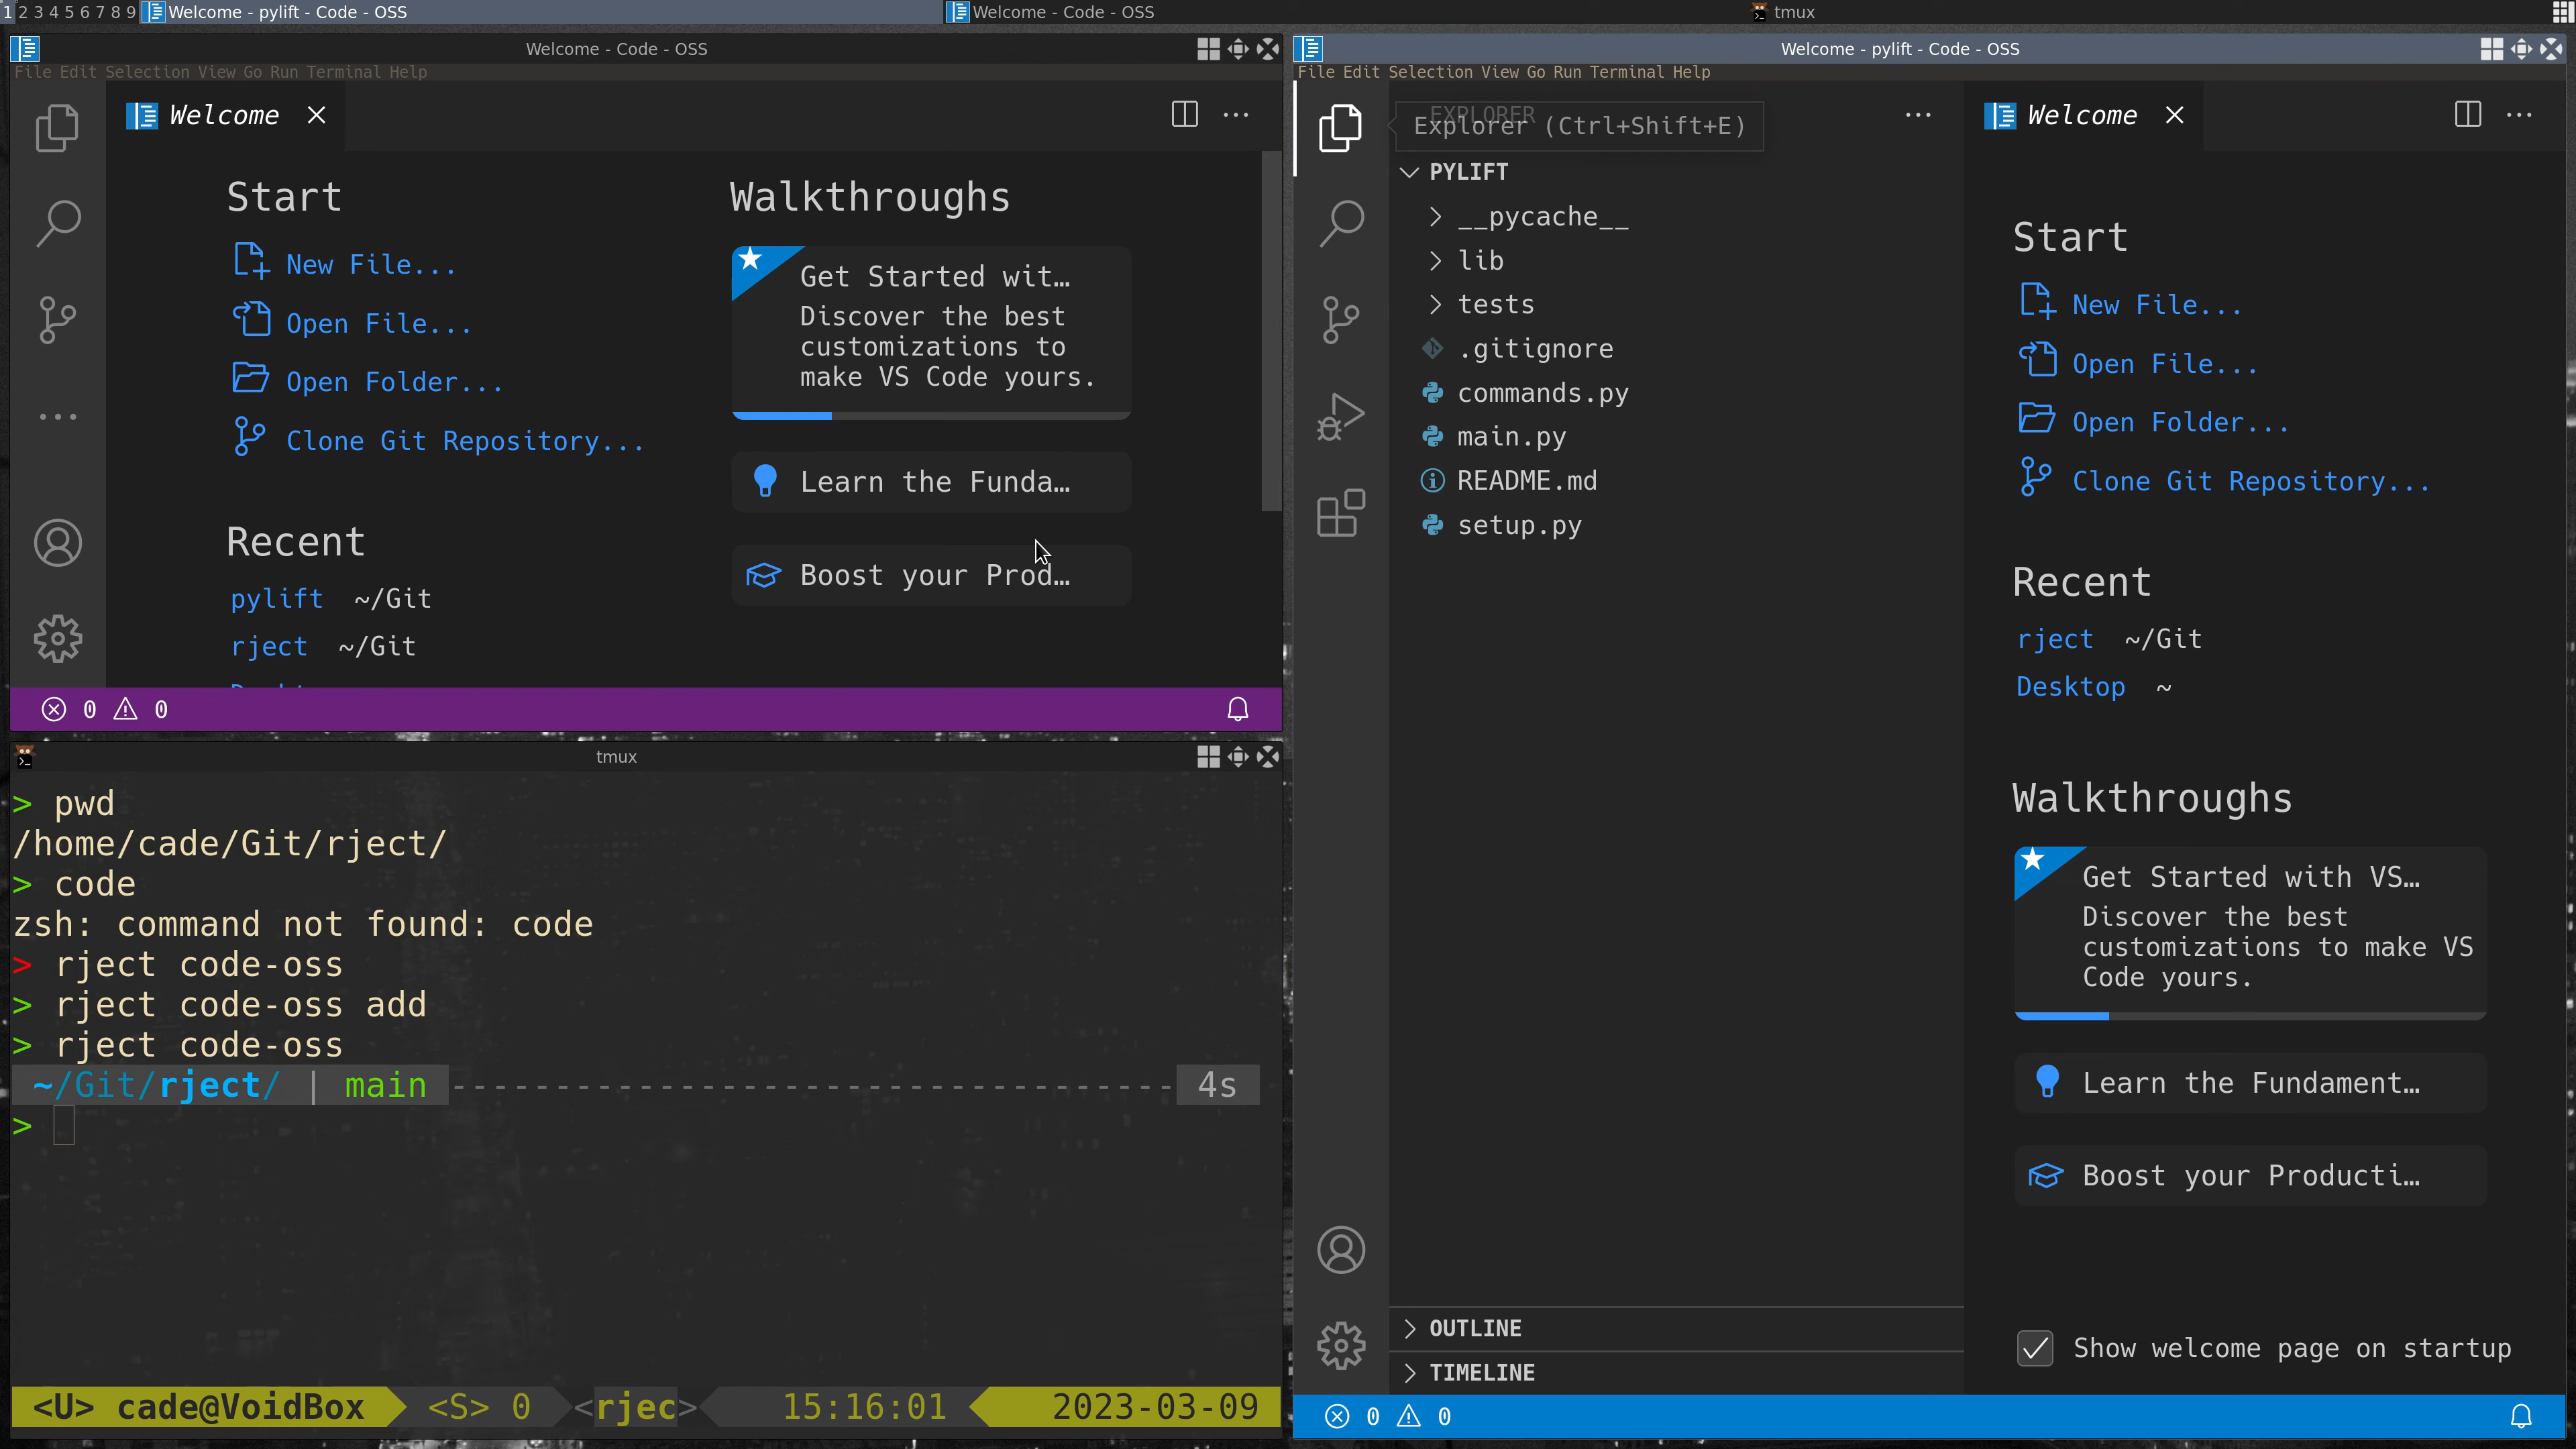 1 2 3 4 5 6 7 8 9 Welcome - pylift - Code - OSS Welcome - Code - OSS tmux
Welcome - Code - OSS
File Edit Selection View Go Run Terminal Help
Welcome
Start
New File...
Open File...
Open Folder...
Clone Git Repository...
Recent
pylift ~/Git
rject ~/Git
Walkthroughs
Get Started wit…
Discover the best
customizations to
make VS Code yours.
Learn the Funda…
Boost your Prod…
0 0
tmux
> pwd
/home/cade/Git/rject/
> code
zsh: command not found: code
> rject code-oss
> rject code-oss add
> rject code-oss
~/Git/rject/ | main 4s
>
<U> cade@VoidBox <S> 0 <rjec> 15:16:01 2023-03-09
Welcome - pylift - Code - OSS
File Edit Selection View Go Run Terminal Help
EXPLORER
Explorer (Ctrl+Shift+E)
PYLIFT
__pycache__
lib
tests
.gitignore
commands.py
main.py
README.md
setup.py
OUTLINE
TIMELINE
Welcome
Start
New File...
Open File...
Open Folder...
Clone Git Repository...
Recent
rject ~/Git
Desktop ~
Walkthroughs
Get Started with VS…
Discover the best
customizations to make VS
Code yours.
Learn the Fundament…
Boost your Producti…
Show welcome page on startup
0 0